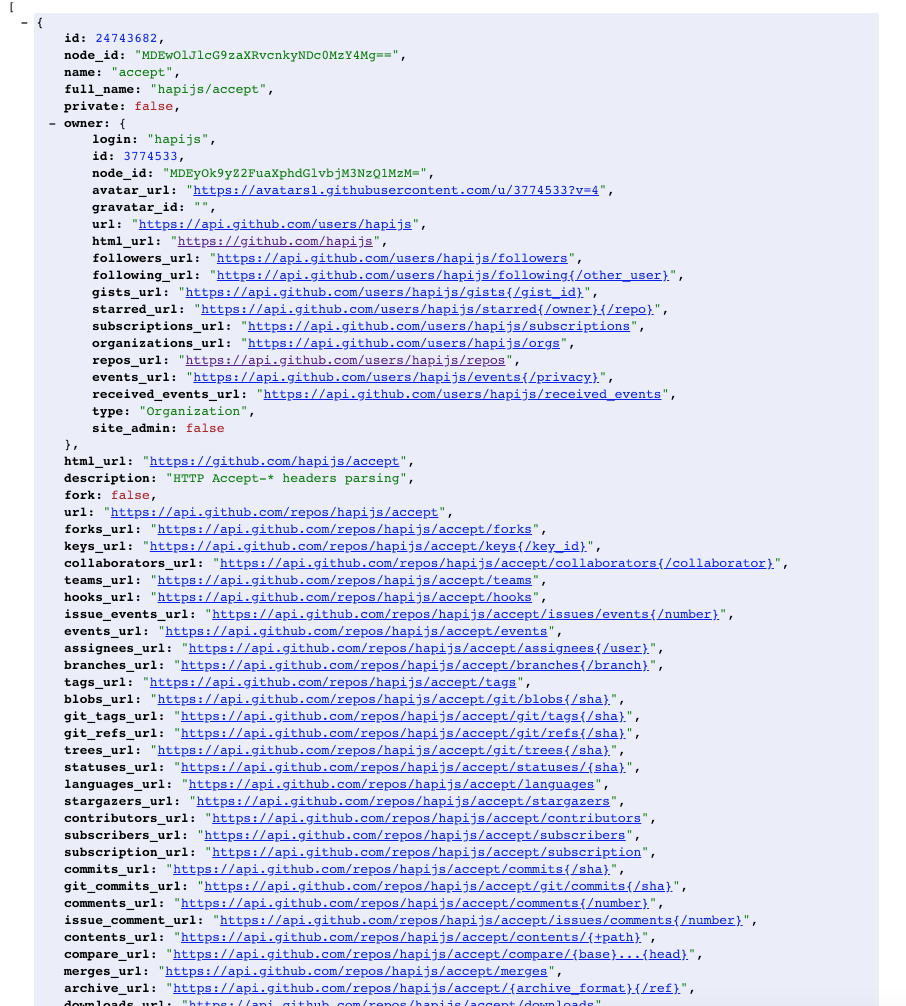 [
- {
id: 24743682,
node_id: "MDEwOlJlcG9zaXRvcnkyNDc0MzY4Mg==",
name: "accept",
full_name: "hapijs/accept",
private: false,
- owner: {
login: "hapijs",
id: 3774533,
node_id: "MDEyOk9yZ2FuaXphdGlvbjM3NzQ1MzM=",
avatar_url: "https://avatars1.githubusercontent.com/u/3774533?v=4",
gravatar_id: "",
url: "https://api.github.com/users/hapijs",
html_url: "https://github.com/hapijs",
followers_url: "https://api.github.com/users/hapijs/followers",
following_url: "https://api.github.com/users/hapijs/following{/other_user}",
gists_url: "https://api.github.com/users/hapijs/gists{/gist_id}",
starred_url: "https://api.github.com/users/hapijs/starred{/owner}{/repo}",
subscriptions_url: "https://api.github.com/users/hapijs/subscriptions",
organizations_url: "https://api.github.com/users/hapijs/orgs",
repos_url: "https://api.github.com/users/hapijs/repos",
events_url: "https://api.github.com/users/hapijs/events{/privacy}",
received_events_url: "https://api.github.com/users/hapijs/received_events",
type: "Organization",
site_admin: false
},
html_url: "https://github.com/hapijs/accept",
description: "HTTP Accept-* headers parsing",
fork: false,
url: "https://api.github.com/repos/hapijs/accept",
forks_url: "https://api.github.com/repos/hapijs/accept/forks",
keys_url: "https://api.github.com/repos/hapijs/accept/keys{/key_id}",
collaborators_url: "https://api.github.com/repos/hapijs/accept/collaborators{/collaborator}",
teams_url: "https://api.github.com/repos/hapijs/accept/teams",
hooks_url: "https://api.github.com/repos/hapijs/accept/hooks",
issue_events_url: "https://api.github.com/repos/hapijs/accept/issues/events{/number}",
events_url: "https://api.github.com/repos/hapijs/accept/events",
assignees_url: "https://api.github.com/repos/hapijs/accept/assignees{/user}",
branches_url: "https://api.github.com/repos/hapijs/accept/branches{/branch}",
tags_url: "https://api.github.com/repos/hapijs/accept/tags",
blobs_url: "https://api.github.com/repos/hapijs/accept/git/blobs{/sha}",
git_tags_url: "https://api.github.com/repos/hapijs/accept/git/tags{/sha}",
git_refs_url: "https://api.github.com/repos/hapijs/accept/git/refs{/sha}",
trees_url: "https://api.github.com/repos/hapijs/accept/git/trees{/sha}",
statuses_url: "https://api.github.com/repos/hapijs/accept/statuses/{sha}",
languages_url: "https://api.github.com/repos/hapijs/accept/languages",
stargazers_url: "https://api.github.com/repos/hapijs/accept/stargazers",
contributors_url: "https://api.github.com/repos/hapijs/accept/contributors",
subscribers_url: "https://api.github.com/repos/hapijs/accept/subscribers",
subscription_url: "https://api.github.com/repos/hapijs/accept/subscription",
commits_url: "https://api.github.com/repos/hapijs/accept/commits{/sha}",
git_commits_url: "https://api.github.com/repos/hapijs/accept/git/commits{/sha}",
comments_url: "https://api.github.com/repos/hapijs/accept/comments{/number}",
issue_comment_url: "https://api.github.com/repos/hapijs/accept/issues/comments{/number}",
contents_url: "https://api.github.com/repos/hapijs/accept/contents/{+path}",
compare_url: "https://api.github.com/repos/hapijs/accept/compare/{base}...{head}",
merges_url: "https://api.github.com/repos/hapijs/accept/merges",
archive_url: "https://api.github.com/repos/hapijs/accept/{archive_format}{/ref}",
downloads_url: "https://api.github.com/repos/hapijs/accept/downloads"